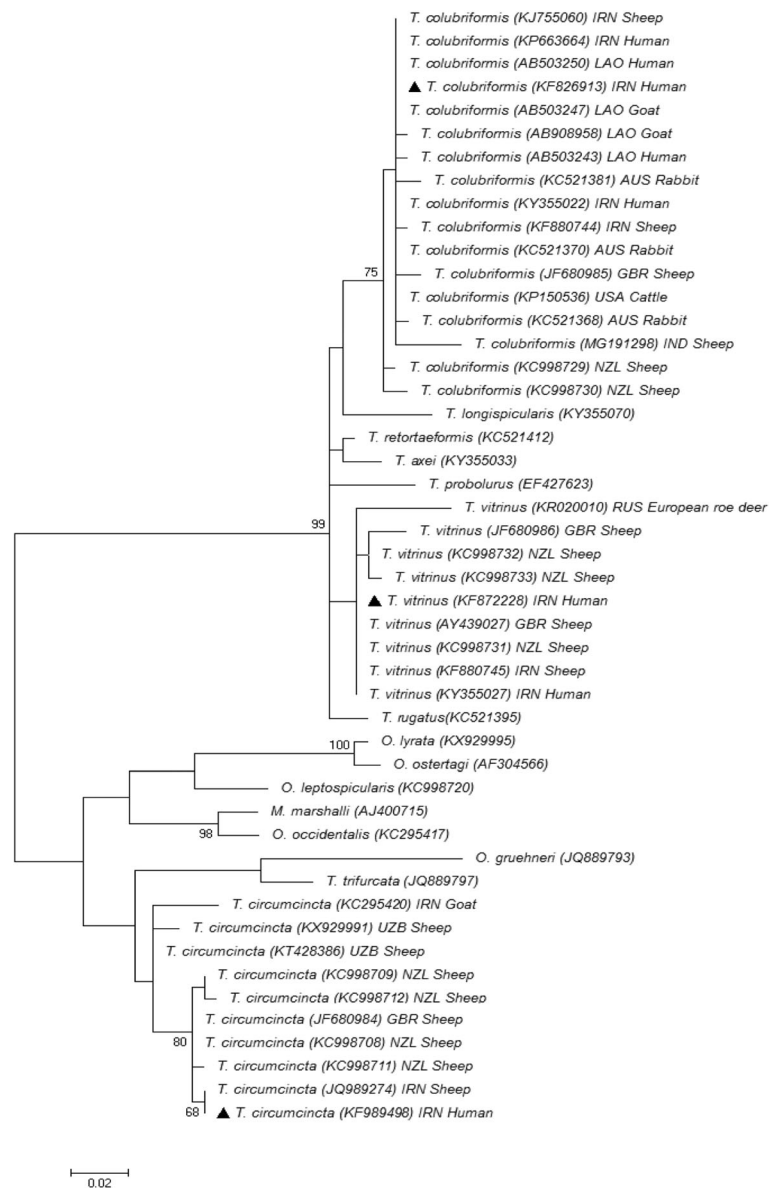 T. colubriformis (KJ755060) IRN Sheep
T. colubriformis (KP663664) IRN Human
T. colubriformis (AB503250) LAO Human
▲ T. colubriformis (KF826913) IRN Human
T. colubriformis (AB503247) LAO Goat
T. colubriformis (AB908958) LAO Goat
T. colubriformis (AB503243) LAO Human
T. colubriformis (KC521381) AUS Rabbit
T. colubriformis (KY355022) IRN Human
T. colubriformis (KF880744) IRN Sheep
T. colubriformis (KC521370) AUS Rabbit
75
T. colubriformis (JF680985) GBR Sheep
T. colubriformis (KP150536) USA Cattle
T. colubriformis (KC521368) AUS Rabbit
T. colubriformis (MG191298) IND Sheep
T. colubriformis (KC998729) NZL Sheep
T. colubriformis (KC998730) NZL Sheep
T. longispicularis (KY355070)
T. retortaeformis (KC521412)
T. axei (KY355033)
T. probolurus (EF427623)
T. vitrinus (KR020010) RUS European roe deer
99
T. vitrinus (JF680986) GBR Sheep
T. vitrinus (KC998732) NZL Sheep
T. vitrinus (KC998733) NZL Sheep
▲ T. vitrinus (KF872228) IRN Human
T. vitrinus (AY439027) GBR Sheep
T. vitrinus (KC998731) NZL Sheep
T. vitrinus (KF880745) IRN Sheep
T. vitrinus (KY355027) IRN Human
T. rugatus(KC521395)
100
O. lyrata (KX929995)
O. ostertagi (AF304566)
O. leptospicularis (KC998720)
M. marshalli (AJ400715)
98
O. occidentalis (KC295417)
O. gruehneri (JQ889793)
T. trifurcata (JQ889797)
T. circumcincta (KC295420) IRN Goat
T. circumcincta (KX929991) UZB Sheep
T. circumcincta (KT428386) UZB Sheep
T. circumcincta (KC998709) NZL Sheep
T. circumcincta (KC998712) NZL Sheep
T. circumcincta (JF680984) GBR Sheep
80
T. circumcincta (KC998708) NZL Sheep
T. circumcincta (KC998711) NZL Sheep
T. circumcincta (JQ989274) IRN Sheep
68
▲ T. circumcincta (KF989498) IRN Human
0.02